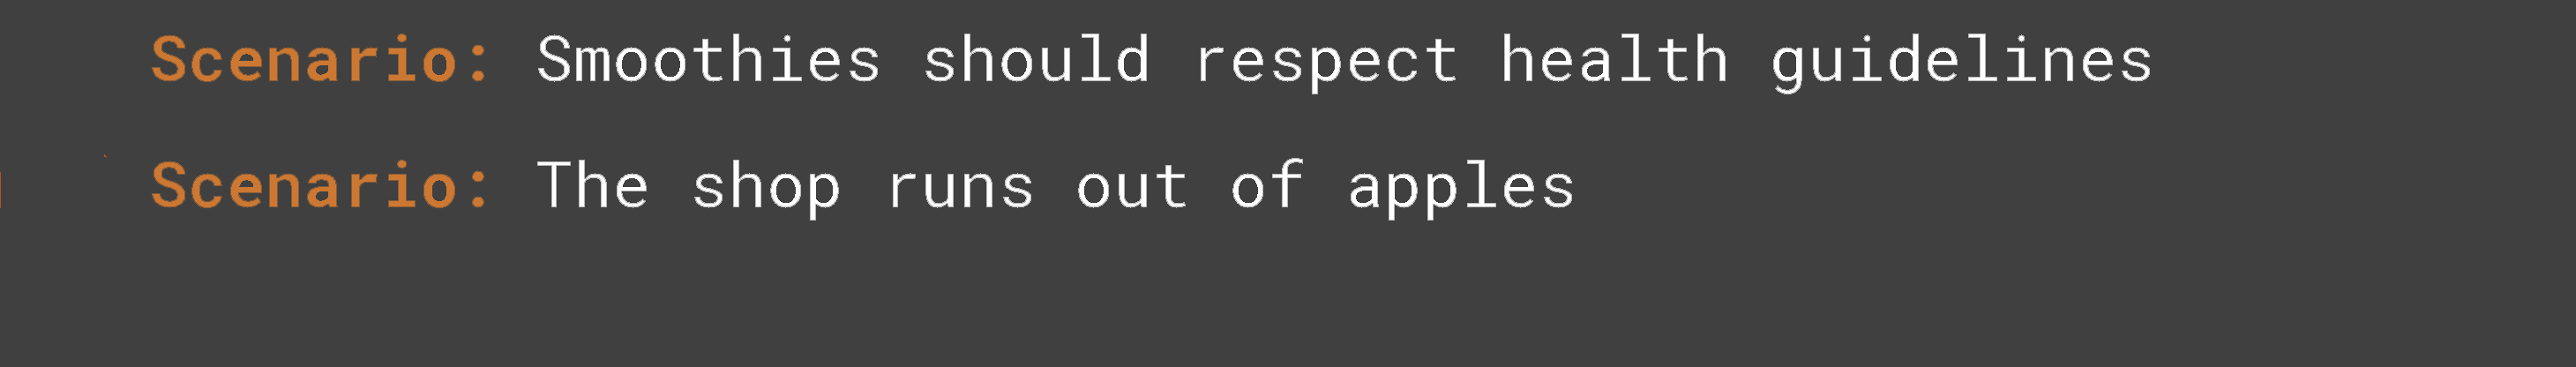 Scenario: Smoothies should respect health guidelines
Scenario: The shop runs out of apples